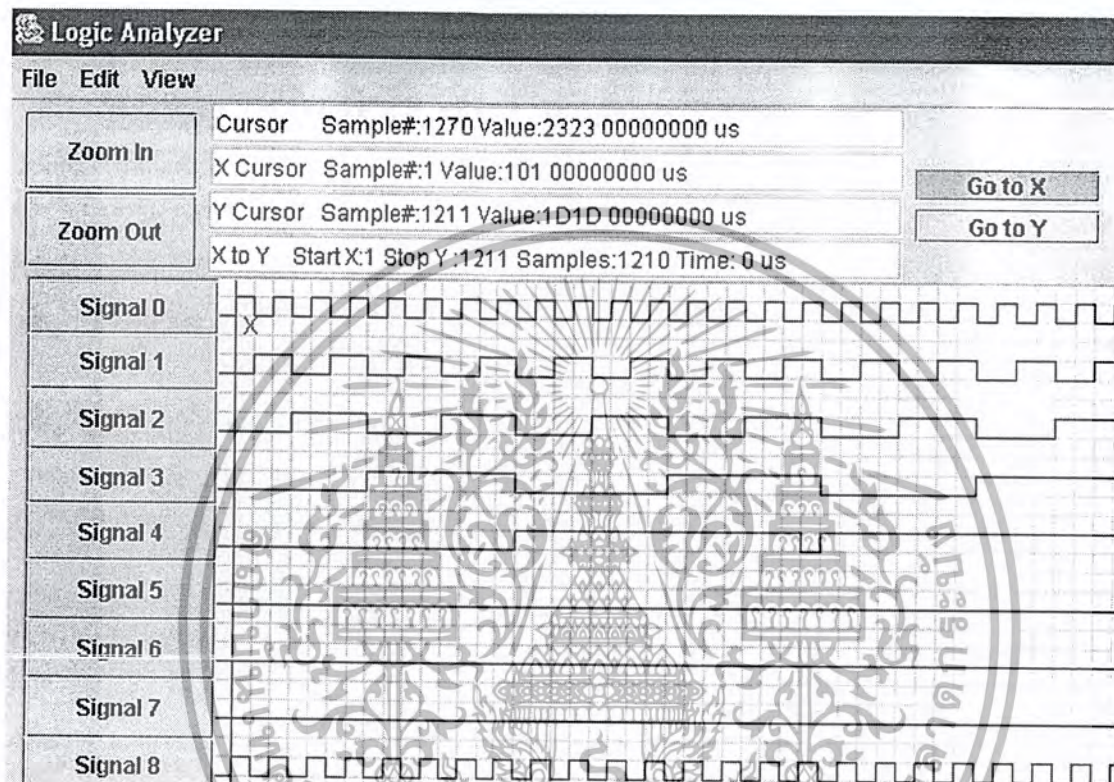 Logic Analyzer
File Edit View
Zoom In
Zoom Out
Cursor Sample#:1270 Value:2323 00000000 us
X Cursor Sample#:1 Value:101 00000000 us
Y Cursor Sample#:1211 Value:1D1D 00000000 us
X to Y Start X:1 Stop Y :1211 Samples:1210 Time: 0 us
Go to X
Go to Y
Signal 0
X
Signal 1
Signal 2
Signal 3
Signal 4
Signal 5
Signal 6
Signal 7
Signal 8